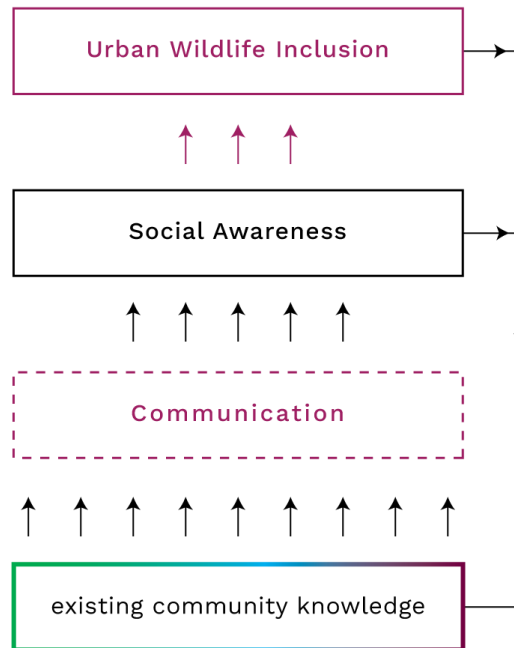 Urban Wildlife Inclusion
Social Awareness
Communication
existing community knowledge